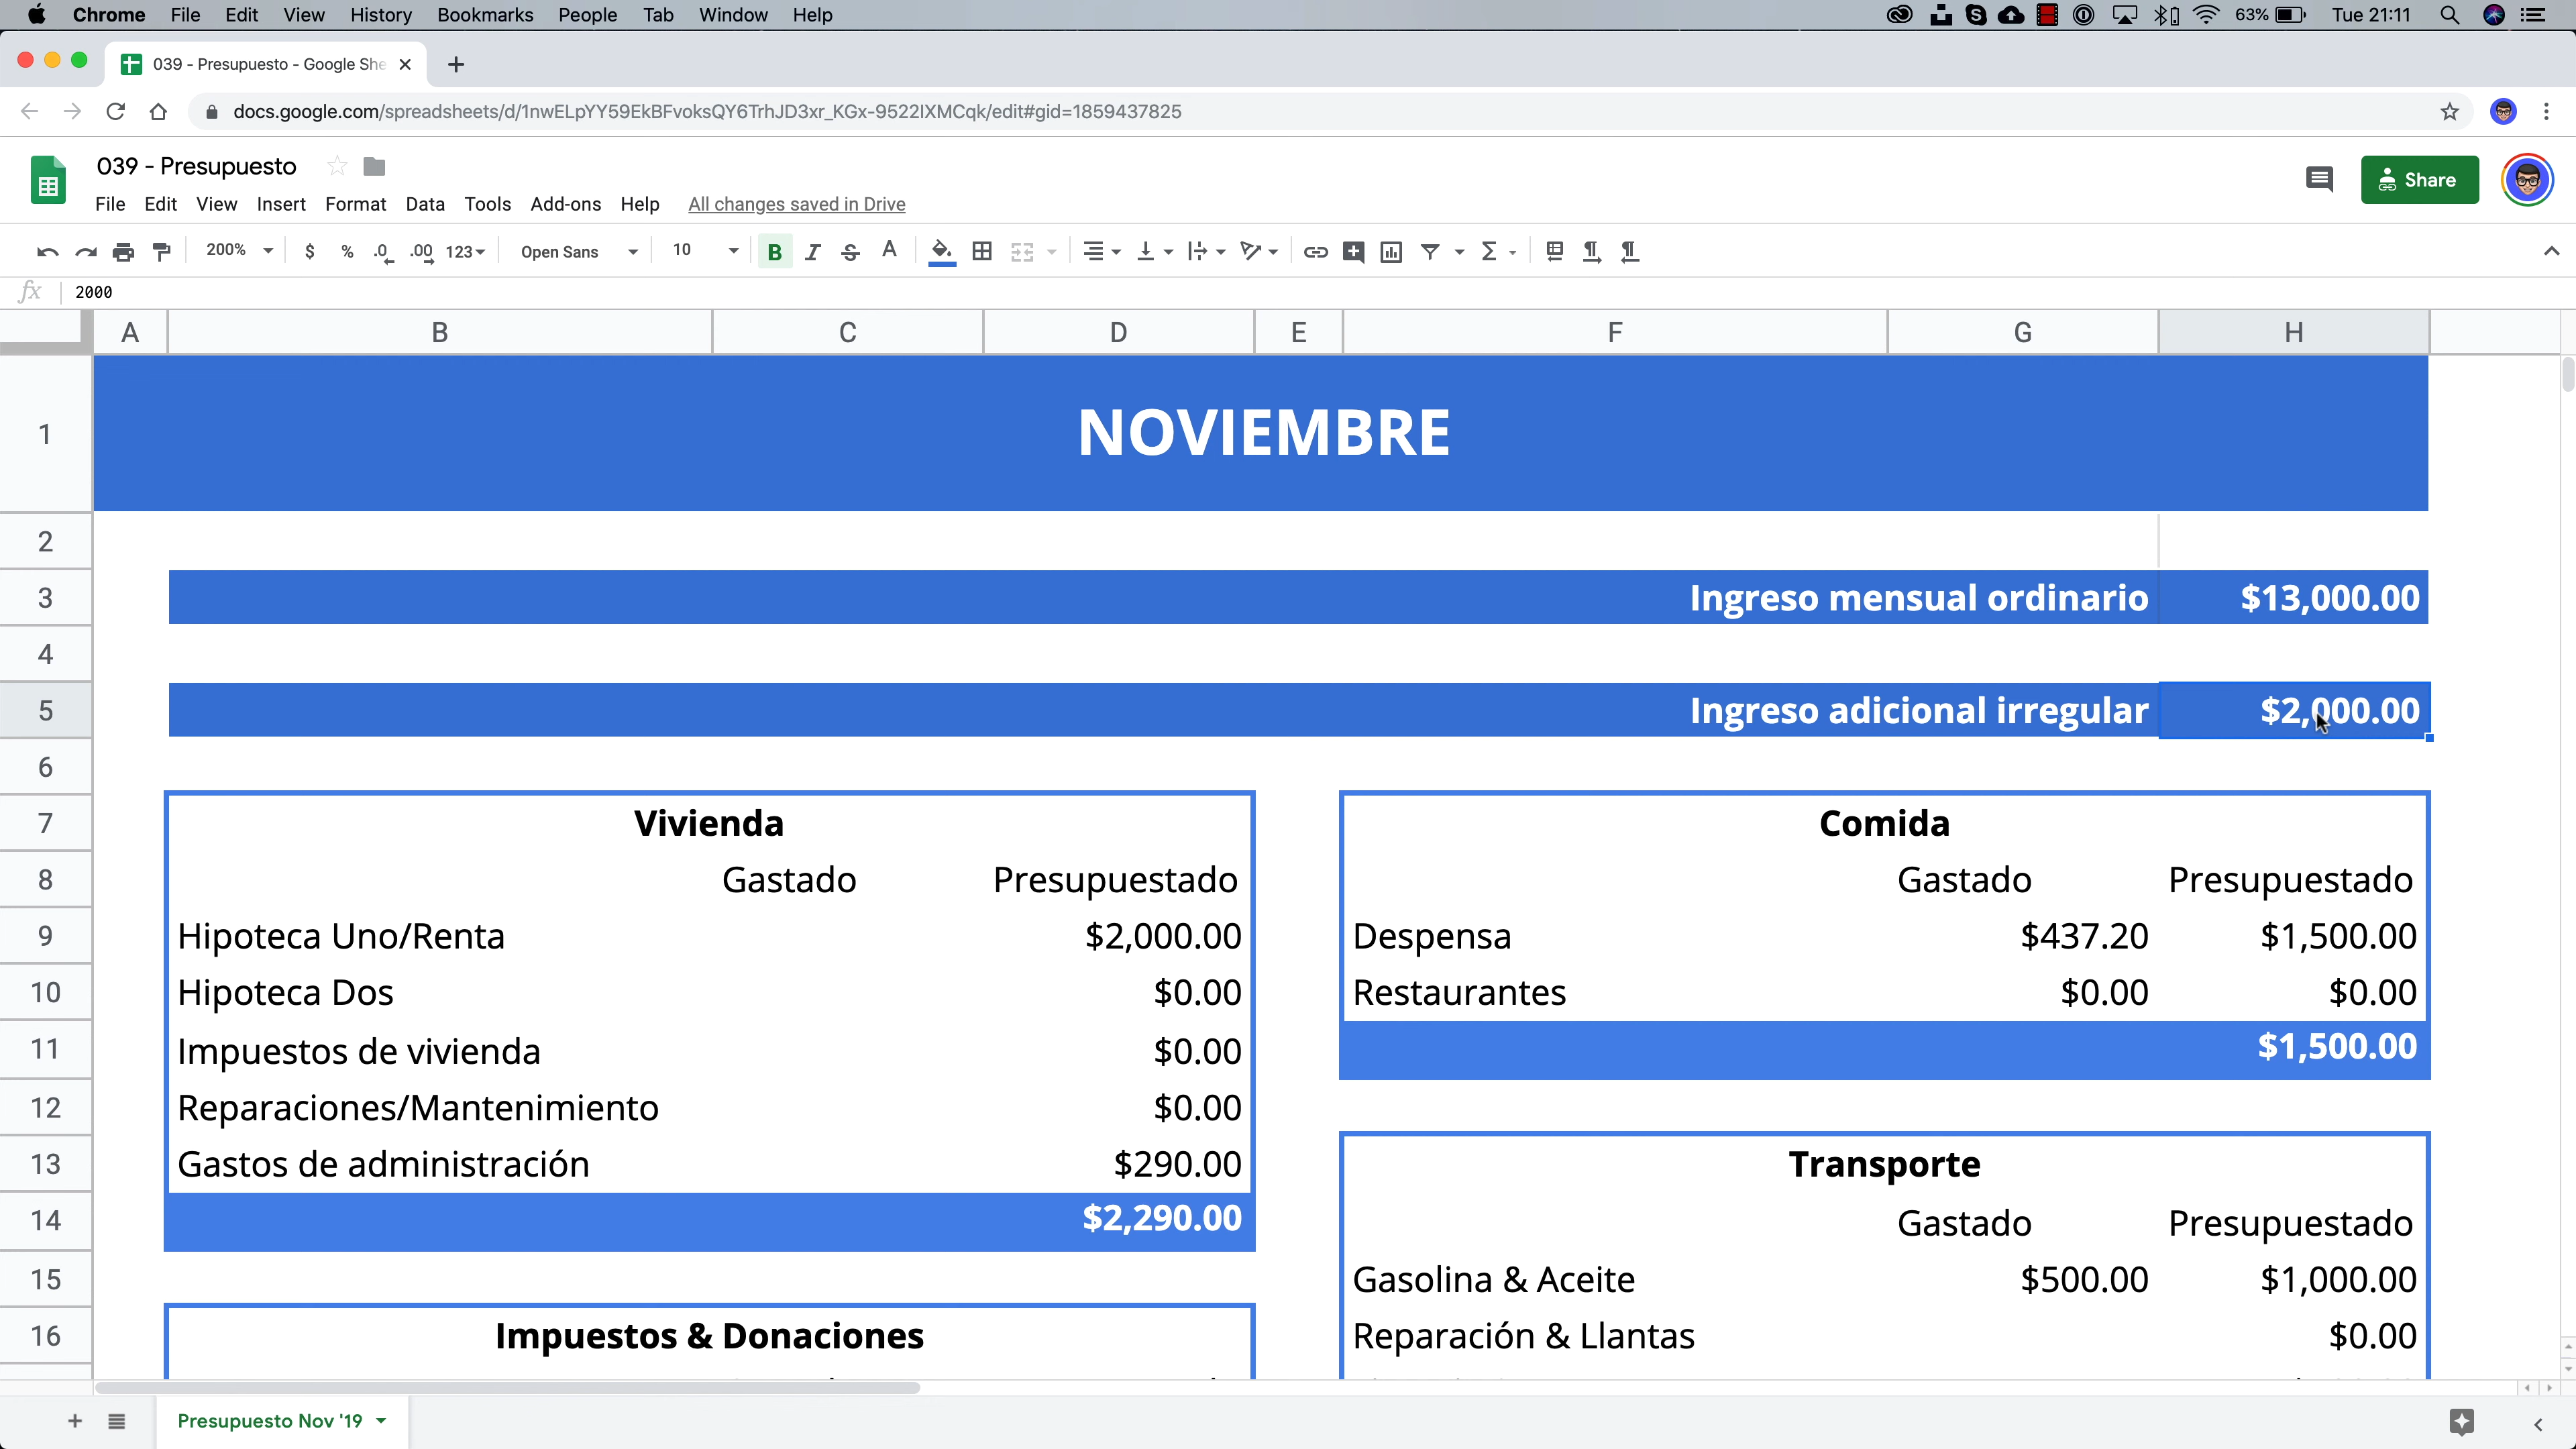 Chrome File Edit View History Bookmarks People Tab Window Help 63% Tue 21:11
039 - Presupuesto - Google She
docs.google.com/spreadsheets/d/1nwELpYY59EkBFvoksQY6TrhJD3xr_KGx-9522IXMCqk/edit#gid=1859437825
039 - Presupuesto
Share
File Edit View Insert Format Data Tools Add-ons Help All changes saved in Drive
200% $ % .0 .00 123 Open Sans 10 B I S A
fx 2000
A B C D E F G H
1 NOVIEMBRE
2
3 Ingreso mensual ordinario $13,000.00
4
5 Ingreso adicional irregular $2,000.00
6
7 Vivienda Comida
8 Gastado Presupuestado Gastado Presupuestado
9 Hipoteca Uno/Renta $2,000.00 Despensa $437.20 $1,500.00
10 Hipoteca Dos $0.00 Restaurantes $0.00 $0.00
11 Impuestos de vivienda $0.00 $1,500.00
12 Reparaciones/Mantenimiento $0.00
13 Gastos de administración $290.00 Transporte
14 $2,290.00 Gastado Presupuestado
15 Gasolina & Aceite $500.00 $1,000.00
16 Impuestos & Donaciones Reparación & Llantas $0.00
Presupuesto Nov '19